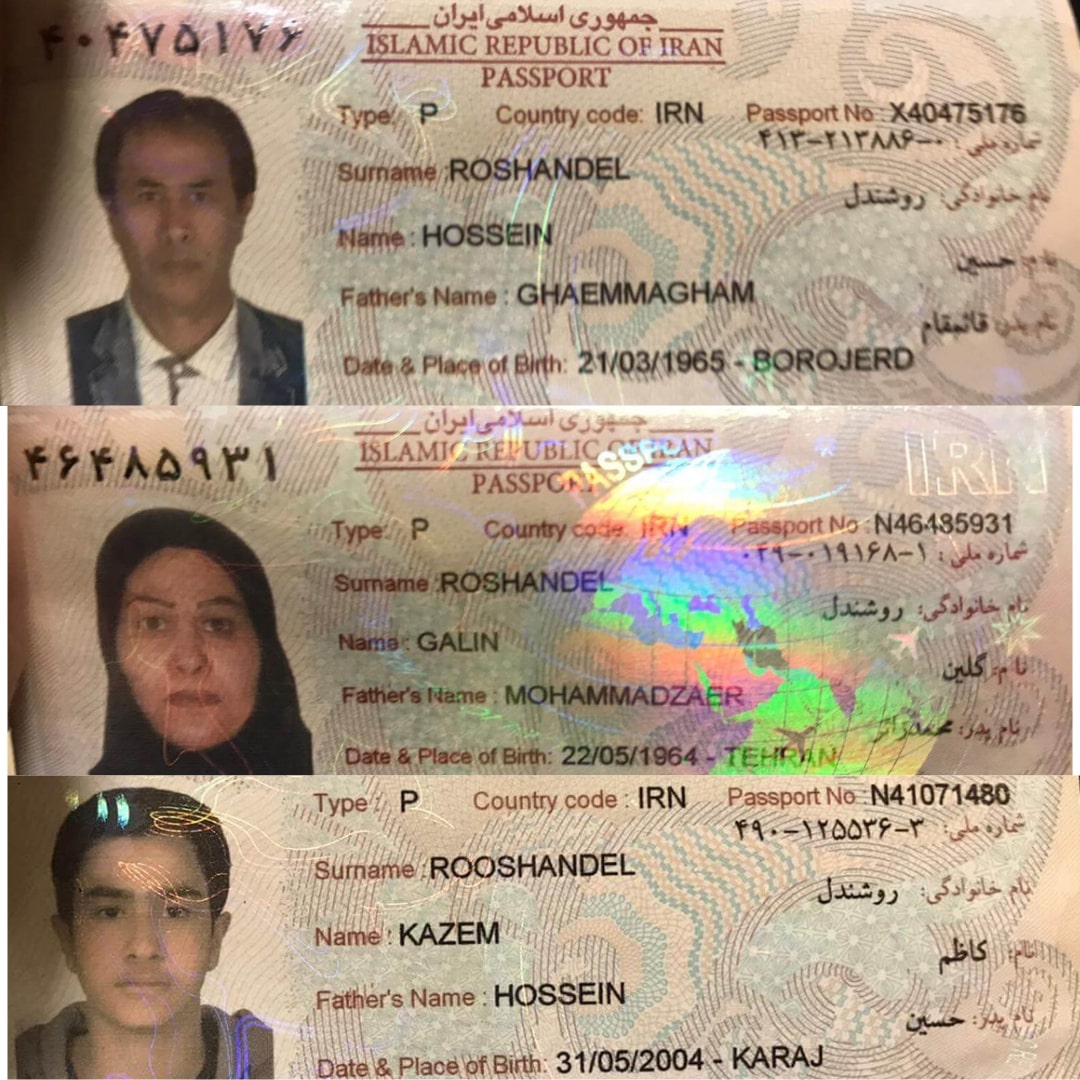 ۴۰۴۷۵۱۷۶
جمهوری اسلامی ایران
ISLAMIC REPUBLIC OF IRAN
PASSPORT
Type: P Country code: IRN Passport No : X40475176
شماره ملی: ۴۱۳-۲۱۳۸۸۶-۰
Surname : ROSHANDEL
نام خانوادگی: روشندل
Name : HOSSEIN
نام: حسین
Father's Name : GHAEMMAGHAM
نام پدر: قائمقام
Date & Place of Birth: 21/03/1965 - BOROJERD
۴۶۴۸۵۹۳۱
جمهوری اسلامی ایران
ISLAMIC REPUBLIC OF IRAN
PASSPORT
IRN
Type: P Country code: IRN Passport No : N46485931
شماره ملی: ۰۲۹-۰۱۹۱۶۸-۱
Surname : ROSHANDEL
نام خانوادگی: روشندل
Name : GALIN
نام: گلین
Father's Name : MOHAMMADZAER
نام پدر: محمدزائر
Date & Place of Birth: 22/05/1964 - TEHRAN
Type : P Country code : IRN Passport No : N41071480
شماره ملی: ۴۹۰-۱۲۵۵۳۶-۳
Surname : ROOSHANDEL
نام خانوادگی: روشندل
Name : KAZEM
نام: کاظم
Father's Name : HOSSEIN
نام پدر: حسین
Date & Place of Birth: 31/05/2004 - KARAJ